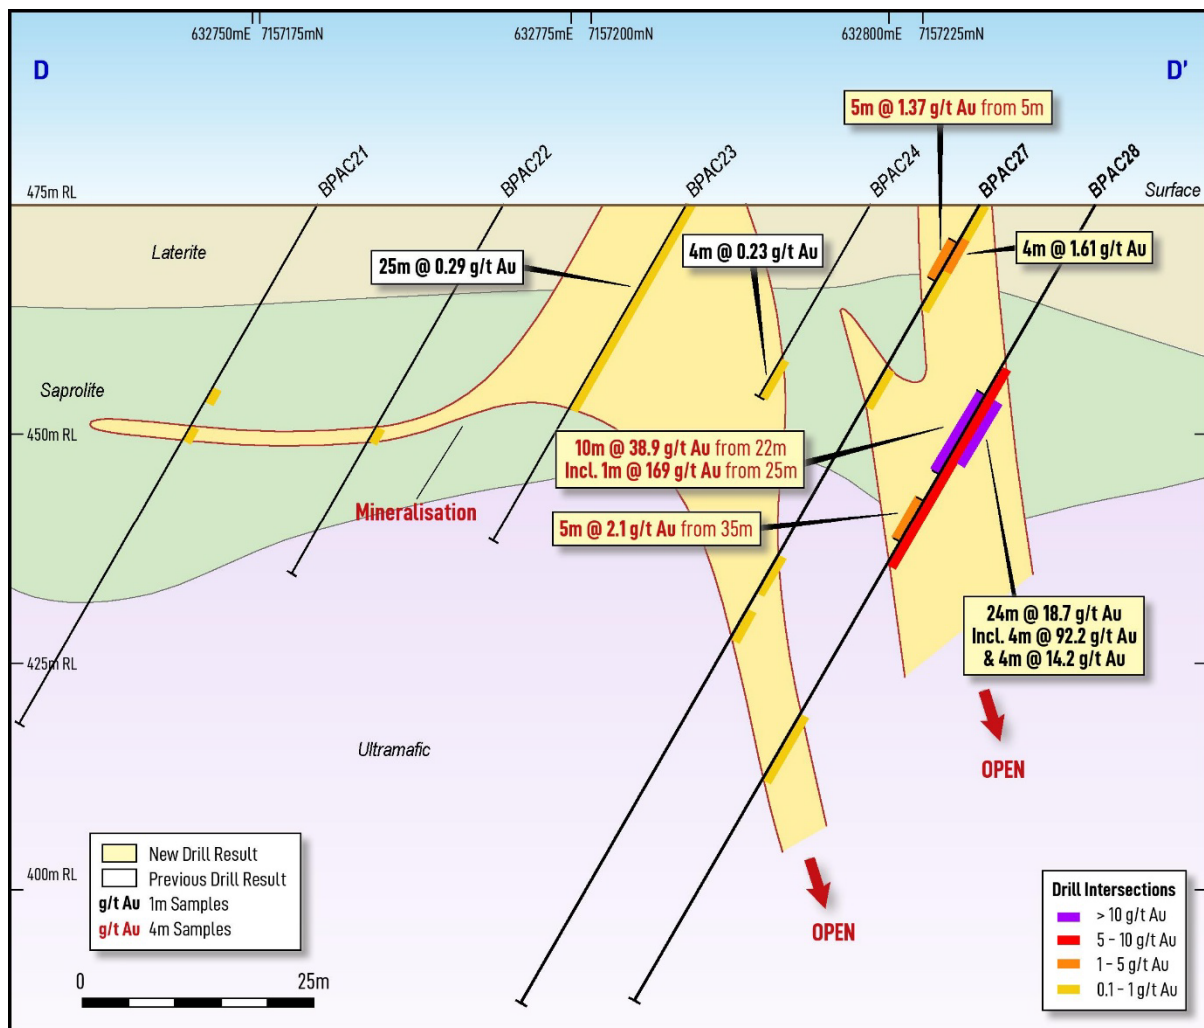 632750mE 7157175mN
632775mE 7157200mN
632800mE 7157225mN
D
D'
5m @ 1.37 g/t Au from 5m
BPAC21
BPAC22
BPAC23
BPAC24
BPAC27
BPAC28
475m RL
Surface
Laterite
25m @ 0.29 g/t Au
4m @ 0.23 g/t Au
4m @ 1.61 g/t Au
Saprolite
450m RL
10m @ 38.9 g/t Au from 22m
Incl. 1m @ 169 g/t Au from 25m
Mineralisation
5m @ 2.1 g/t Au from 35m
24m @ 18.7 g/t Au
Incl. 4m @ 92.2 g/t Au
& 4m @ 14.2 g/t Au
425m RL
Ultramafic
OPEN
400m RL
OPEN
New Drill Result
Previous Drill Result
g/t Au 1m Samples
g/t Au 4m Samples
0 25m
Drill Intersections
> 10 g/t Au
5 – 10 g/t Au
1 – 5 g/t Au
0.1 – 1 g/t Au